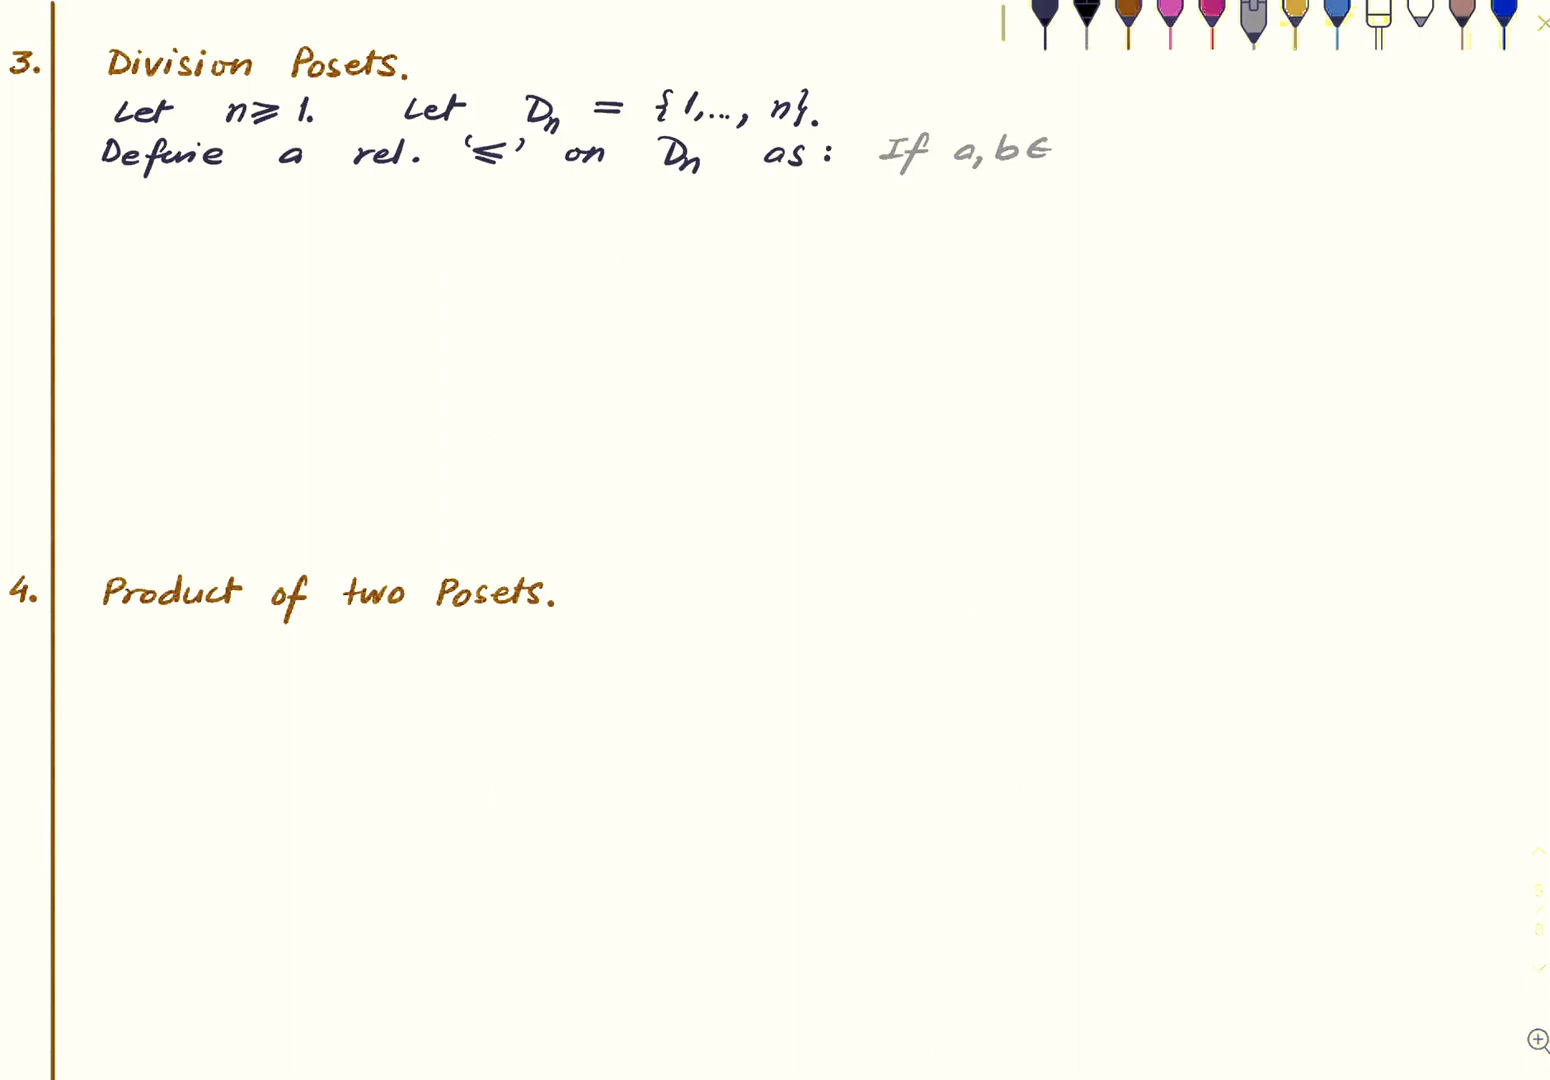 3. Division Posets.
Let n ⩾ 1. Let Dn = {1,..., n}.
Define a rel. '⩽' on Dn as: If a, b ∈
4. Product of two Posets.